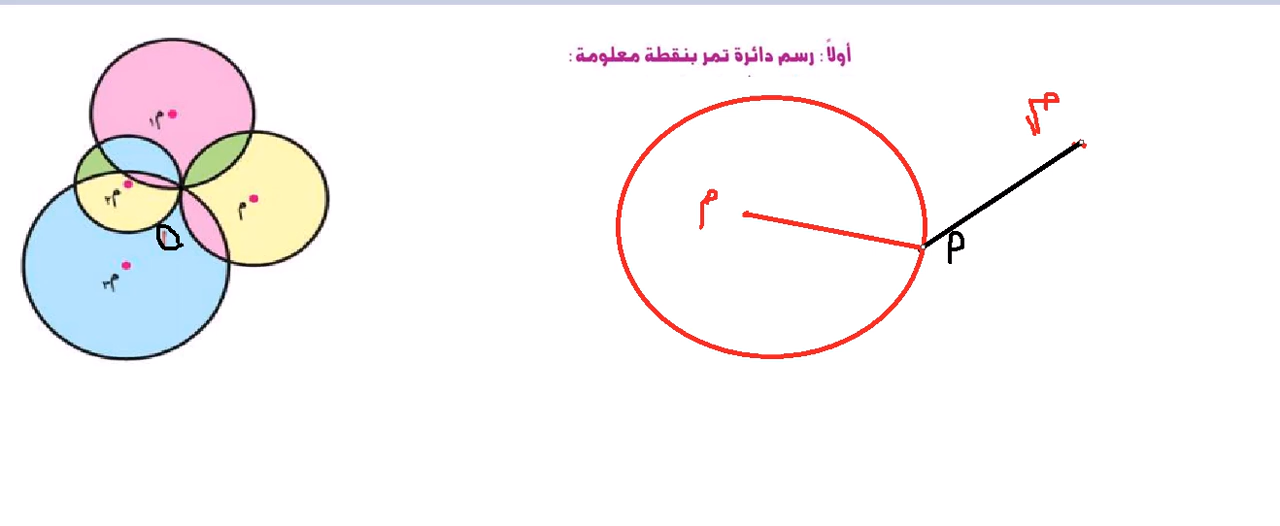 أولاً : رسم دائرة تمر بنقطة معلومة :
م١
م
م٢
م٣
م